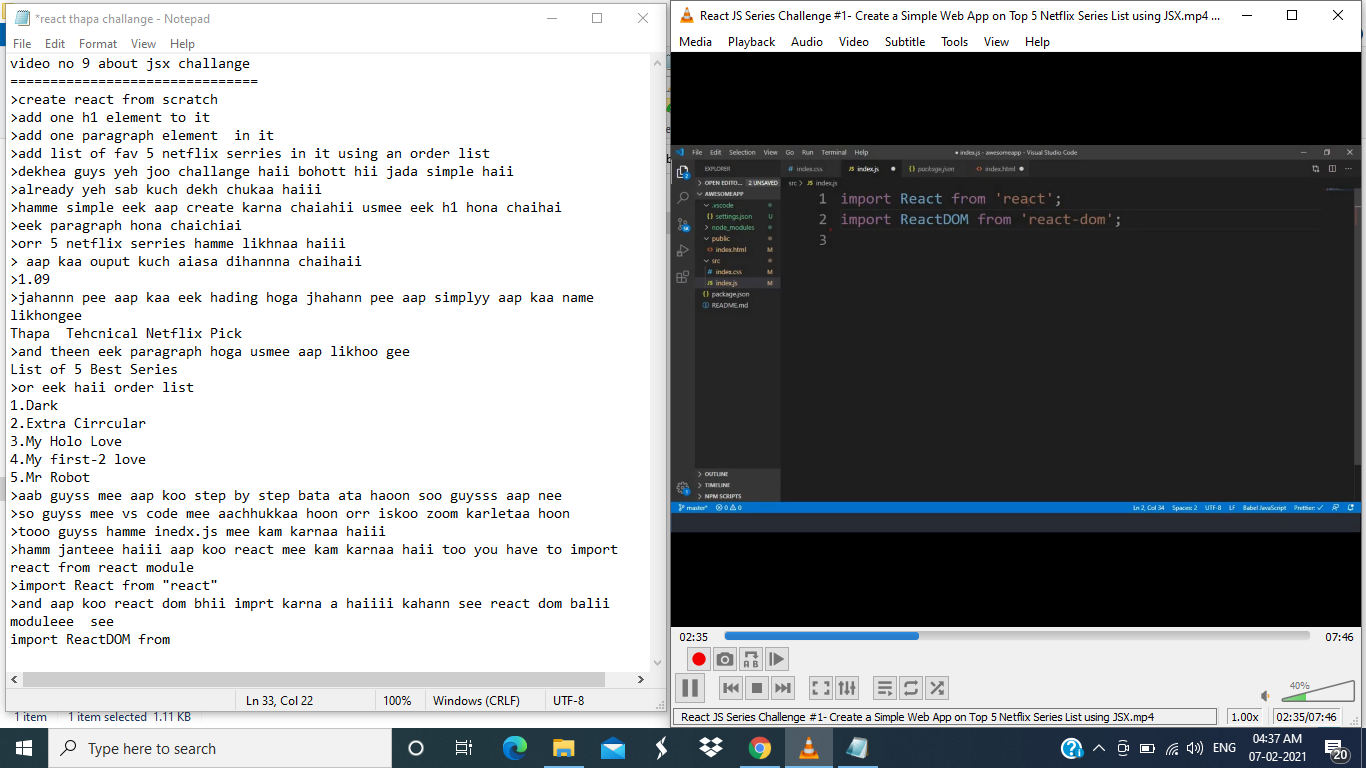 *react thapa challange - Notepad
File Edit Format View Help
video no 9 about jsx challange
===============================
>create react from scratch
>add one h1 element to it
>add one paragraph element  in it
>add list of fav 5 netflix serries in it using an order list
>dekhea guys yeh joo challange haii bohott hii jada simple haii
>already yeh sab kuch dekh chukaa haiii
>hamme simple eek aap create karna chaiahii usmee eek h1 hona chaihai
>eek paragraph hona chaichiai
>orr 5 netflix serries hamme likhnaa haiii
> aap kaa ouput kuch aiasa dihannna chaihaii
>1.09
>jahannn pee aap kaa eek hading hoga jhahann pee aap simplyy aap kaa name
likhongee
Thapa  Tehcnical Netflix Pick
>and theen eek paragraph hoga usmee aap likhoo gee
List of 5 Best Series
>or eek haii order list
1.Dark
2.Extra Cirrcular
3.My Holo Love
4.My first-2 love
5.Mr Robot
>aab guyss mee aap koo step by step bata ata haoon soo guysss aap nee
>so guyss mee vs code mee aachhukkaa hoon orr iskoo zoom karletaa hoon
>tooo guyss hamme inedx.js mee kam karnaa haiii
>hamm janteee haiii aap koo react mee kam karnaa haii too you have to import
react from react module
>import React from "react"
>and aap koo react dom bhii imprt karna a haiiii kahann see react dom balii
moduleee  see
import ReactDOM from
Ln 33, Col 22 100% Windows (CRLF) UTF-8
1 item 1 item selected 1.11 KB
React JS Series Challenge #1- Create a Simple Web App on Top 5 Netflix Series List using JSX.mp4 ...
Media Playback Audio Video Subtitle Tools View Help
File Edit Selection View Go Run Terminal Help
● index.js - awesomeapp - Visual Studio Code
EXPLORER
# index.css JS index.js ● {} package.json <> index.html ●
OPEN EDITO... 2 UNSAVED
src > JS index.js
AWESOMEAPP
.vscode
{} settings.json U
node_modules
public
<> index.html M
src
# index.css M
JS index.js M
{} package.json
README.md
1 import React from 'react';
2 import ReactDOM from 'react-dom';
3
OUTLINE
TIMELINE
NPM SCRIPTS
master* 0 0 Ln 2, Col 34 Spaces: 2 UTF-8 LF Babel JavaScript Prettier: ✓
02:35 07:46
A B
40%
React JS Series Challenge #1- Create a Simple Web App on Top 5 Netflix Series List using JSX.mp4
1.00x 02:35/07:46
Type here to search
ENG
04:37 AM
07-02-2021
20